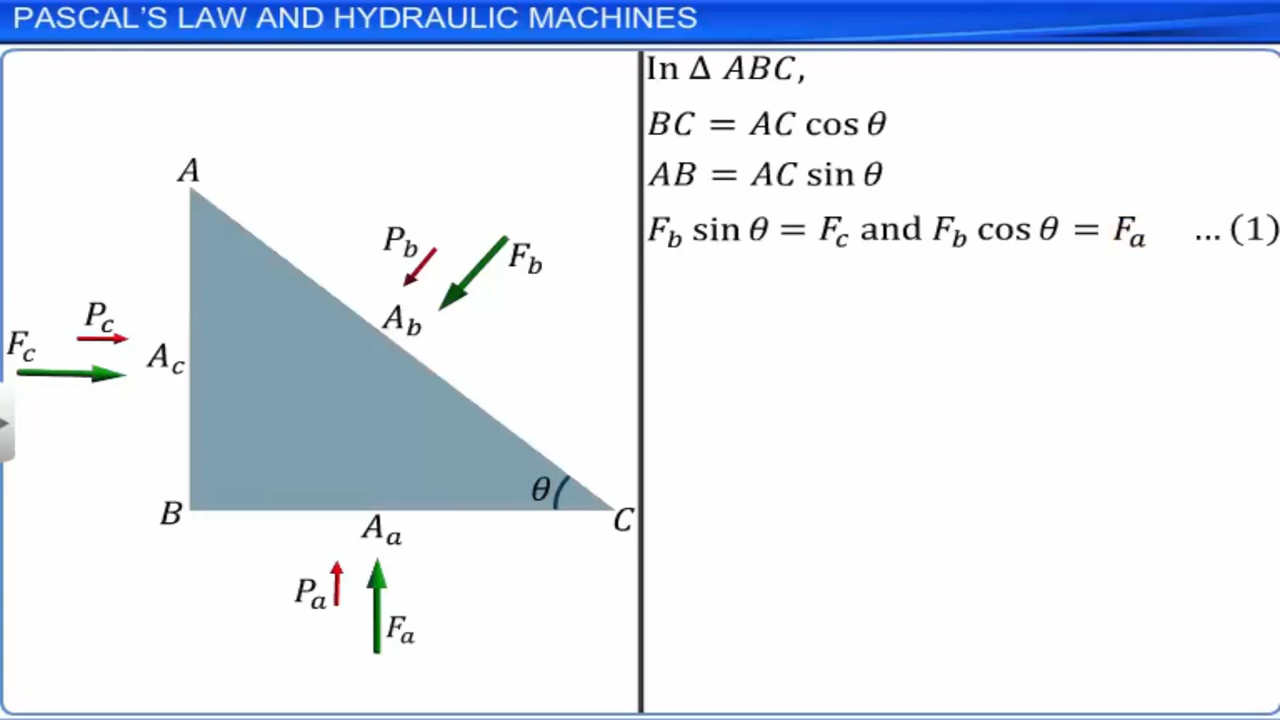 PASCAL'S LAW AND HYDRAULIC MACHINES
In Δ ABC,
BC = AC cos θ
AB = AC sin θ
F_b sin θ = F_c and F_b cos θ = F_a ... (1)
A
P_b
F_b
A_b
P_c
F_c
A_c
θ
B
C
A_a
P_a
F_a